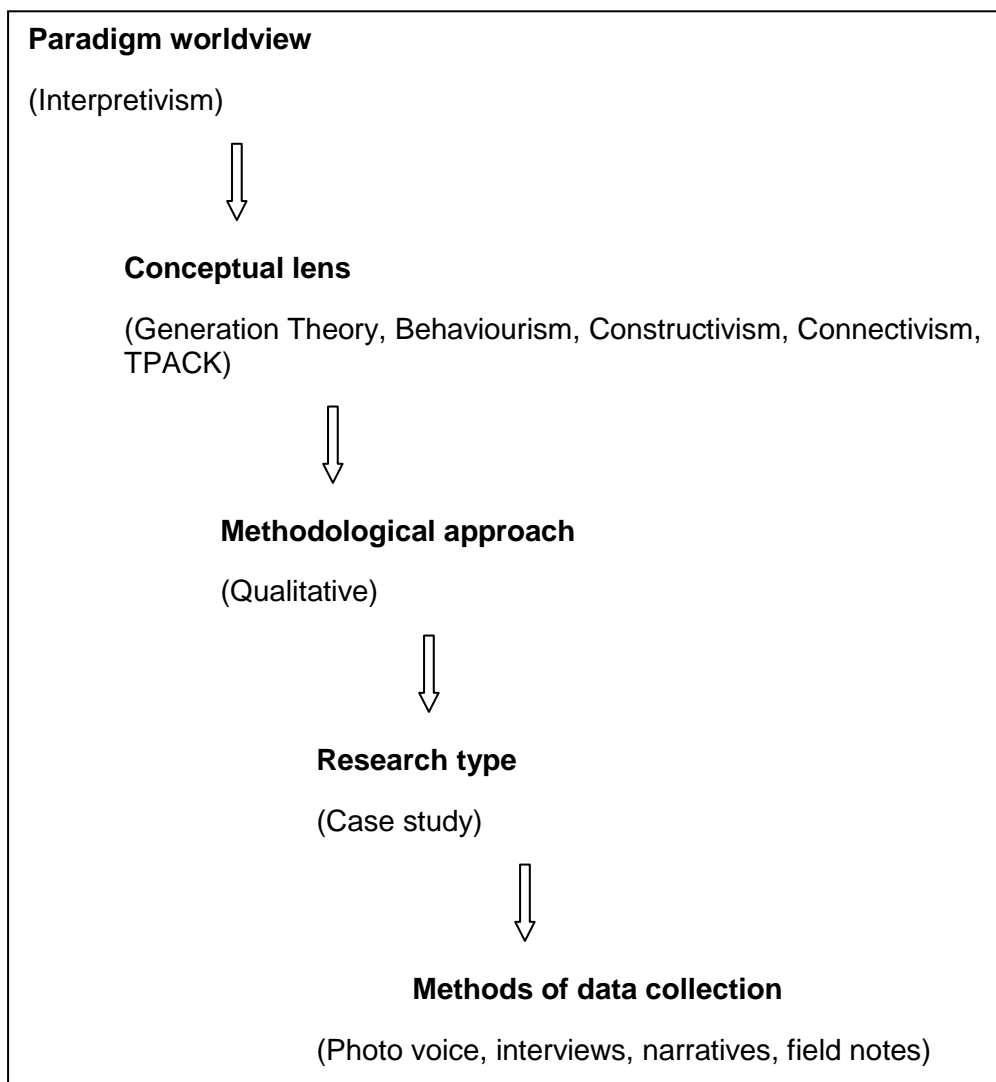 Paradigm worldview
(Interpretivism)
Conceptual lens
(Generation Theory, Behaviourism, Constructivism, Connectivism,
TPACK)
Methodological approach
(Qualitative)
Research type
(Case study)
Methods of data collection
(Photo voice, interviews, narratives, field notes)